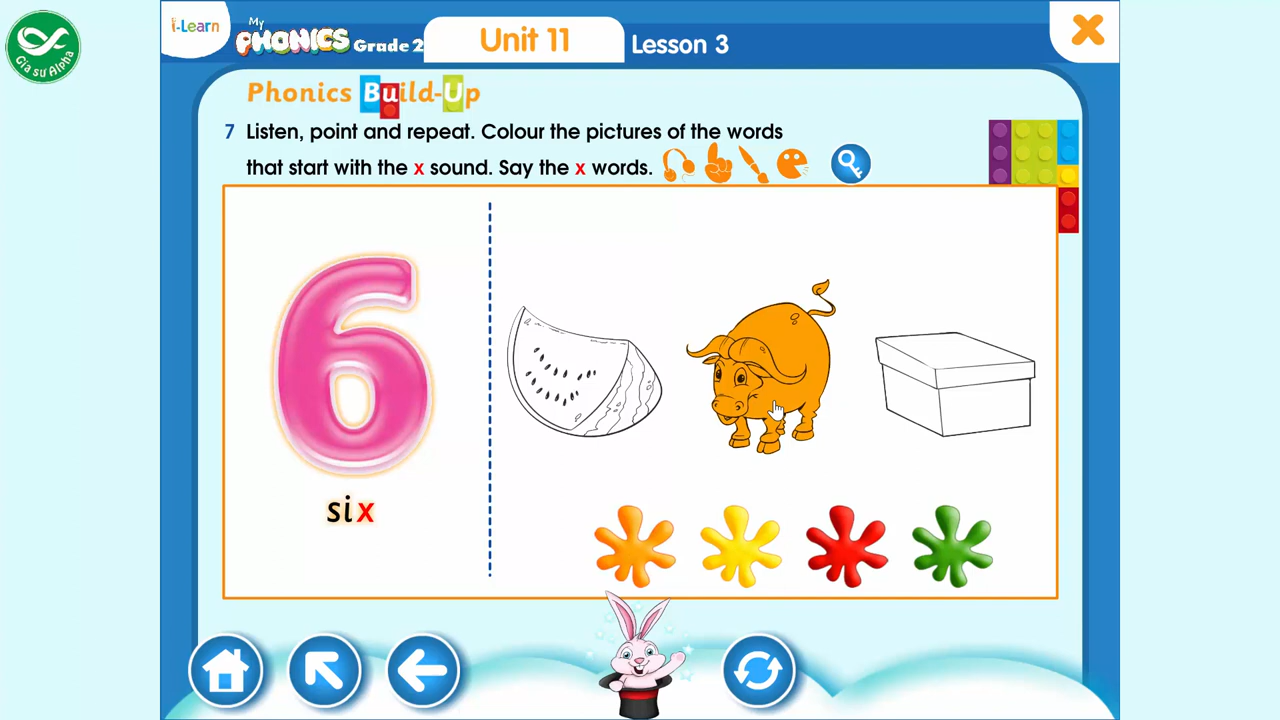 Gia sư Alpha
i-Learn
My
PHONICS Grade 2
Unit 11
Lesson 3
Phonics Build-Up
7 Listen, point and repeat. Colour the pictures of the words
that start with the x sound. Say the x words.
6
six